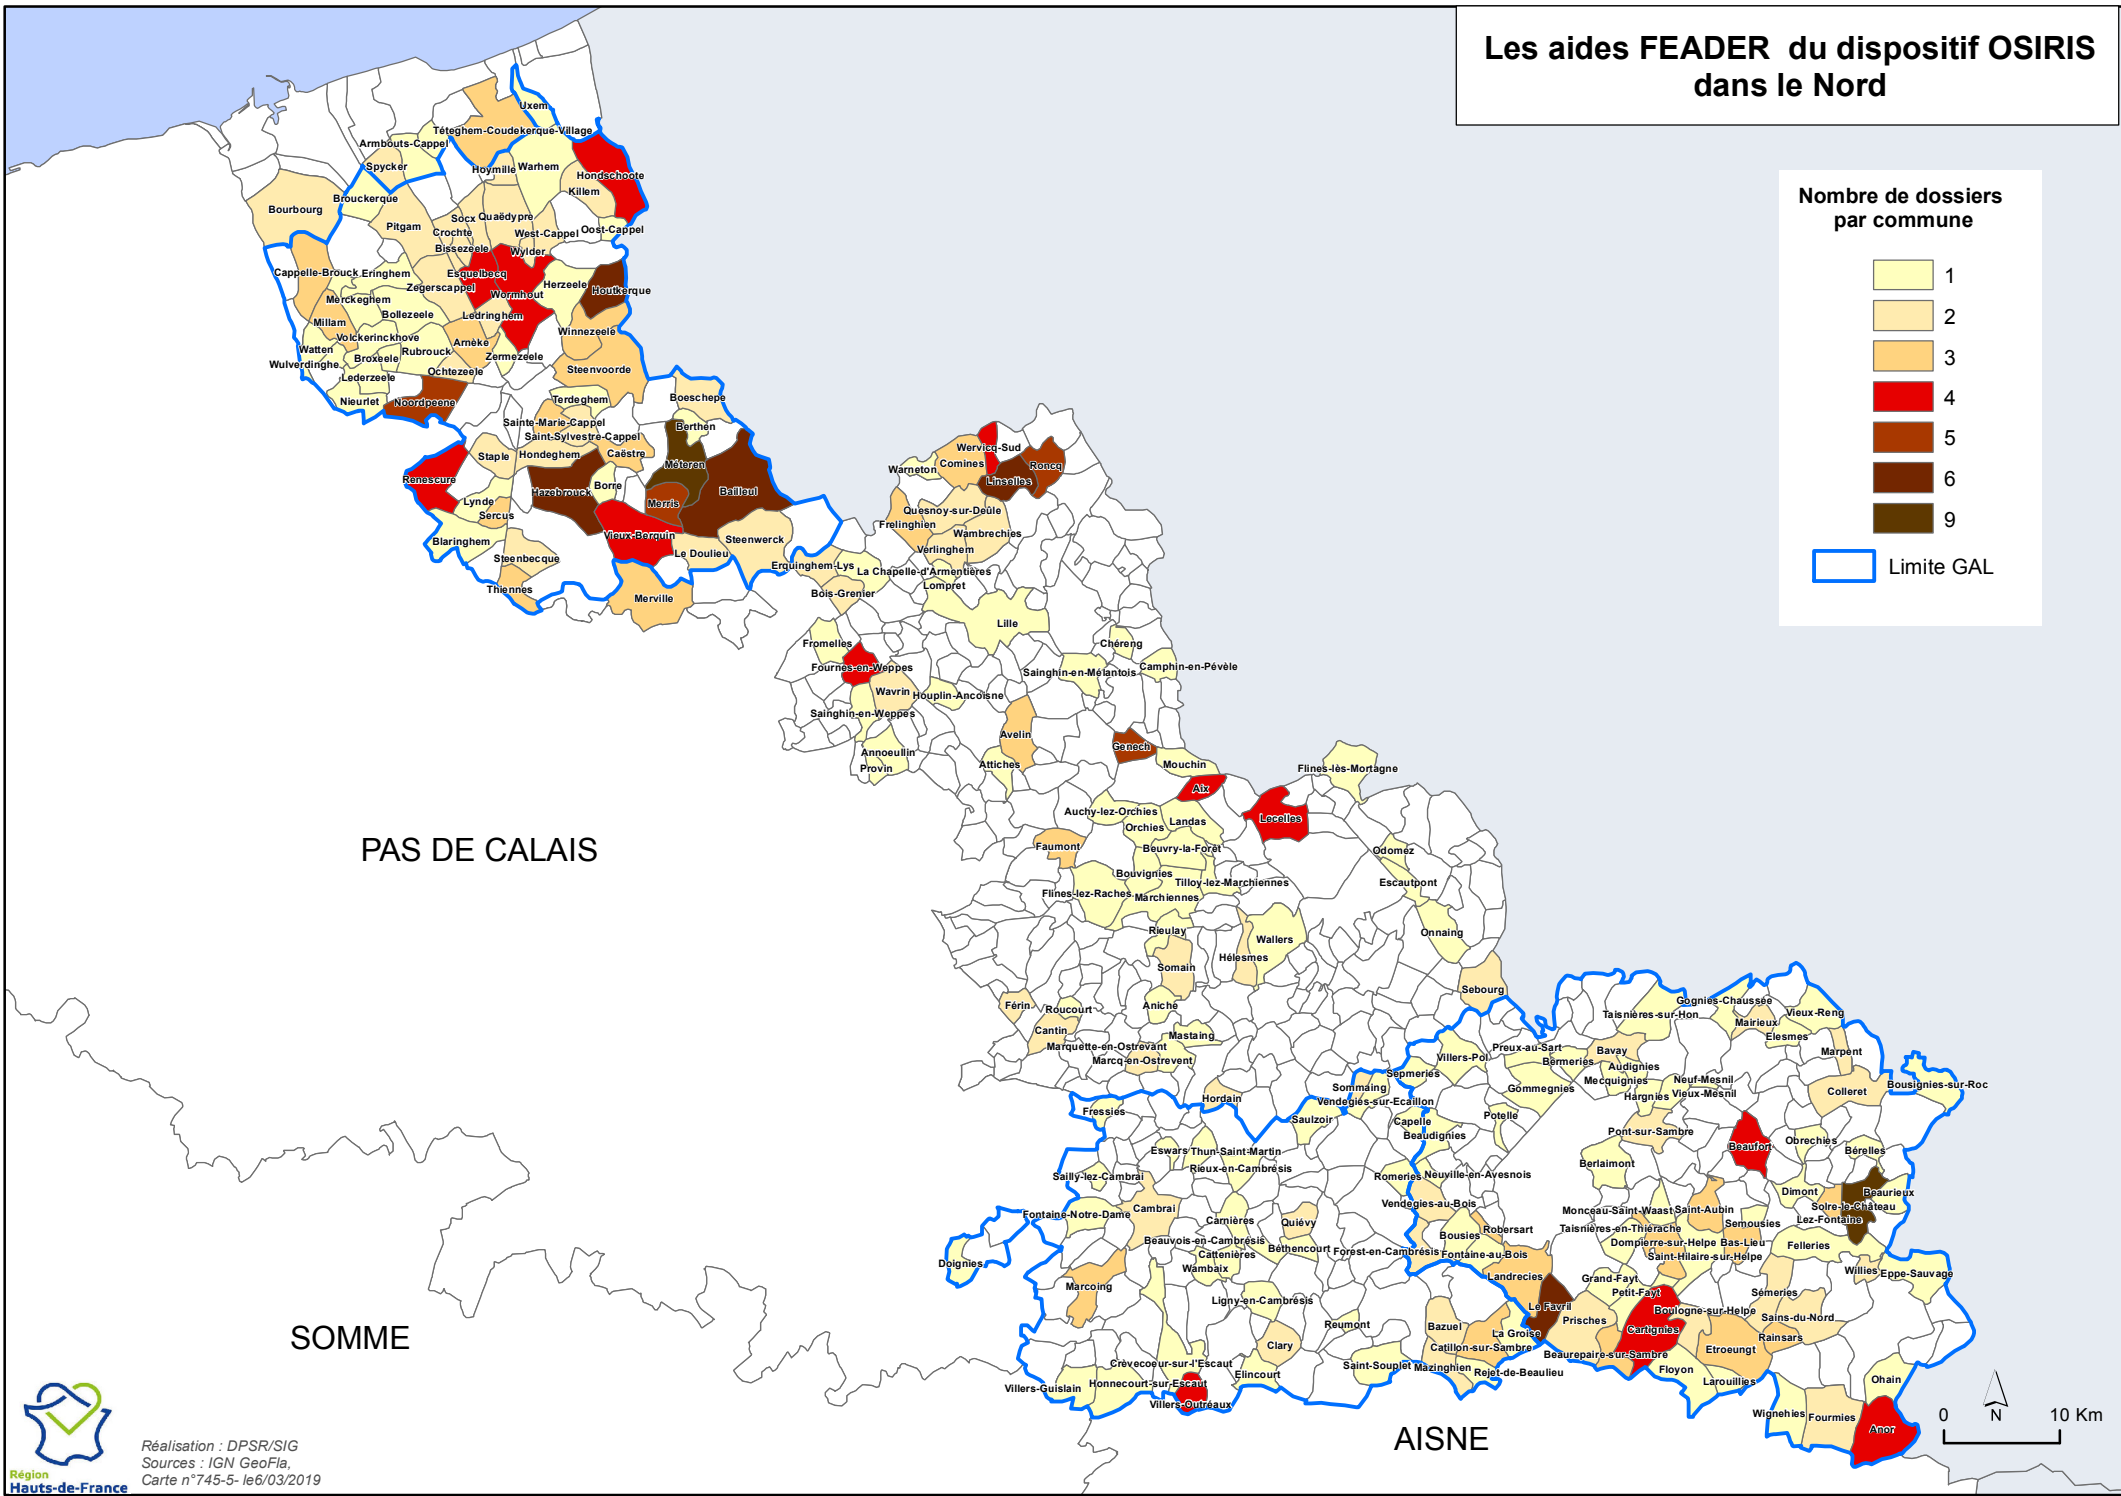 Les aides FEADER du dispositif OSIRIS
dans le Nord
Nombre de dossiers
par commune
1
2
3
4
5
6
9
Limite GAL
Uxem
Téteghem-Coudekerque-Village
Armbouts-Cappel
Spycker
Hoymille
Warhem
Hondschoote
Killem
Brouckerque
Bourbourg
Pitgam
Socx
Quaëdypre
Crochte
West-Cappel
Oost-Cappel
Bissezeele
Wylder
Cappelle-Brouck
Eringhem
Esquelbecq
Zegerscappel
Herzeele
Houtkerque
Merckeghem
Wormhout
Bollezeele
Ledringhem
Millam
Winnezeele
Volckerinckhove
Arnèke
Watten
Rubrouck
Zermezeele
Broxeele
Wulverdinghe
Ochtezeele
Steenvoorde
Lederzeele
Nieurlet
Noordpeene
Terdeghem
Boeschepe
Sainte-Marie-Cappel
Berthen
Saint-Sylvestre-Cappel
Staple
Hondeghem
Caëstre
Méteren
Renescure
Hazebrouck
Borre
Bailleul
Lynde
Merris
Sercus
Vieux-Berquin
Blaringhem
Steenwerck
Le Doulieu
Steenbecque
Thiennes
Merville
Wervicq-Sud
Warneton
Comines
Roncq
Linselles
Quesnoy-sur-Deûle
Frelinghien
Wambrechies
Verlinghem
Erquinghem-Lys
La Chapelle-d'Armentières
Lompret
Bois-Grenier
Lille
Fromelles
Chéreng
Fournes-en-Weppes
Sainghin-en-Mélantois
Camphin-en-Pévèle
Wavrin
Houplin-Ancoisne
Sainghin-en-Weppes
Avelin
Genech
Annoeullin
Provin
Attiches
Mouchin
Flines-lès-Mortagne
Aix
Auchy-lez-Orchies
Landas
Lecelles
Orchies
Faumont
Beuvry-la-Forêt
Odomez
Bouvignies
Tilloy-lez-Marchiennes
Escautpont
Flines-lez-Raches
Marchiennes
Rieulay
Wallers
Onnaing
Hélesmes
Somain
Sebourg
Férin
Roucourt
Aniche
Cantin
Mastaing
Marquette-en-Ostrevant
Marcq-en-Ostrevent
Hordain
Sommaing
Vendegies-sur-Ecaillon
Saulzoir
Fressies
Gognies-Chaussée
Taisnières-sur-Hon
Vieux-Reng
Mairieux
Elesmes
Villers-Pol
Preux-au-Sart
Bavay
Marpent
Bermeries
Audignies
Sepmeries
Gommegnies
Mecquignies
Neuf-Mesnil
Bousignies-sur-Roc
Hargnies
Vieux-Mesnil
Colleret
Capelle
Potelle
Beaudignies
Pont-sur-Sambre
Beaufort
Obrechies
Bérelles
Eswars
Thun-Saint-Martin
Rieux-en-Cambrésis
Berlaimont
Sailly-lez-Cambrai
Romeries
Neuville-en-Avesnois
Dimont
Beaurieux
Vendegies-au-Bois
Solre-le-Château
Fontaine-Notre-Dame
Cambrai
Monceau-Saint-Waast
Saint-Aubin
Lez-Fontaine
Carnières
Quiévy
Robersart
Taisnières-en-Thiérache
Semousies
Bousies
Beauvois-en-Cambrésis
Dompierre-sur-Helpe
Bas-Lieu
Felleries
Béthencourt
Forest-en-Cambrésis
Fontaine-au-Bois
Saint-Hilaire-sur-Helpe
Cattenières
Wambaix
Doignies
Marcoing
Landrecies
Grand-Fayt
Willies
Eppe-Sauvage
Petit-Fayt
Sémeries
Ligny-en-Cambrésis
Le Favril
Boulogne-sur-Helpe
Prisches
Sains-du-Nord
Reumont
Bazuel
La Groise
Cartignies
Rainsars
Clary
Catillon-sur-Sambre
Beaurepaire-sur-Sambre
Etroeungt
Crèvecoeur-sur-l'Escaut
Saint-Souplet
Mazinghien
Rejet-de-Beaulieu
Floyon
Elincourt
Larouillies
Ohain
Villers-Guislain
Honnecourt-sur-Escaut
Villers-Outréaux
Wignehies
Fourmies
Anor
PAS DE CALAIS
SOMME
AISNE
0
N
10 Km
Réalisation : DPSR/SIG
Sources : IGN GeoFla,
Carte n°745-5- le6/03/2019
Région
Hauts-de-France